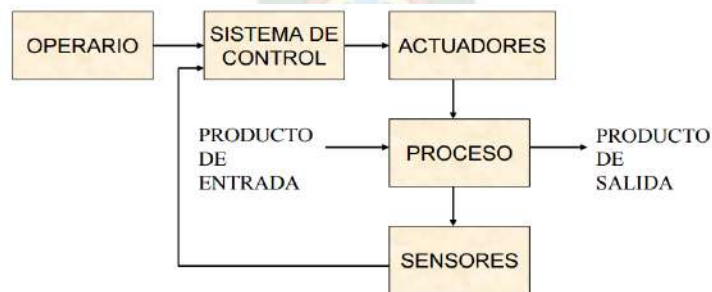 OPERARIO
SISTEMA DE
CONTROL
ACTUADORES
PRODUCTO
DE
ENTRADA
PROCESO
PRODUCTO
DE
SALIDA
SENSORES